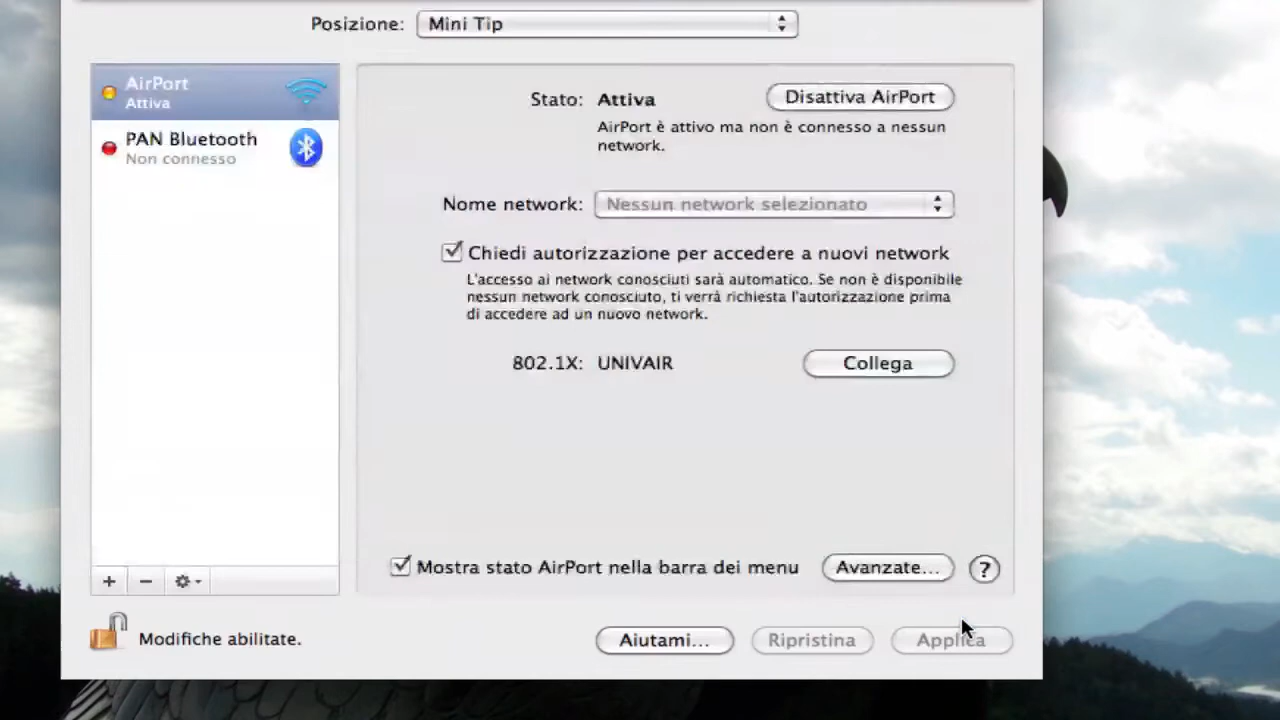 Posizione: Mini Tip
AirPort
Attiva
PAN Bluetooth
Non connesso
Stato: Attiva
Disattiva AirPort
AirPort è attivo ma non è connesso a nessun
network.
Nome network: Nessun network selezionato
Chiedi autorizzazione per accedere a nuovi network
L'accesso ai network conosciuti sarà automatico. Se non è disponibile
nessun network conosciuto, ti verrà richiesta l'autorizzazione prima
di accedere ad un nuovo network.
802.1X: UNIVAIR
Collega
Mostra stato AirPort nella barra dei menu
Avanzate...
?
Modifiche abilitate.
Aiutami...
Ripristina
Applica